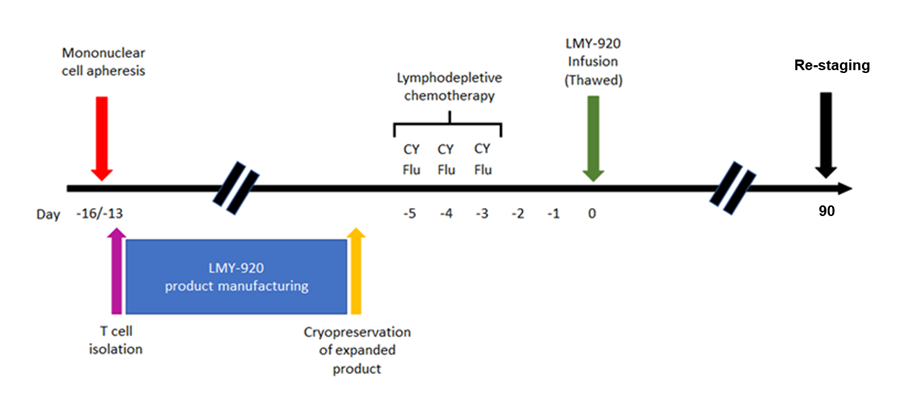 Mononuclear
cell apheresis
Lymphodepletive
chemotherapy
LMY-920
Infusion
(Thawed)
Re-staging
CY CY CY
Flu Flu Flu
Day -16/-13 -5 -4 -3 -2 -1 0 90
LMY-920
product manufacturing
T cell
isolation
Cryopreservation
of expanded
product